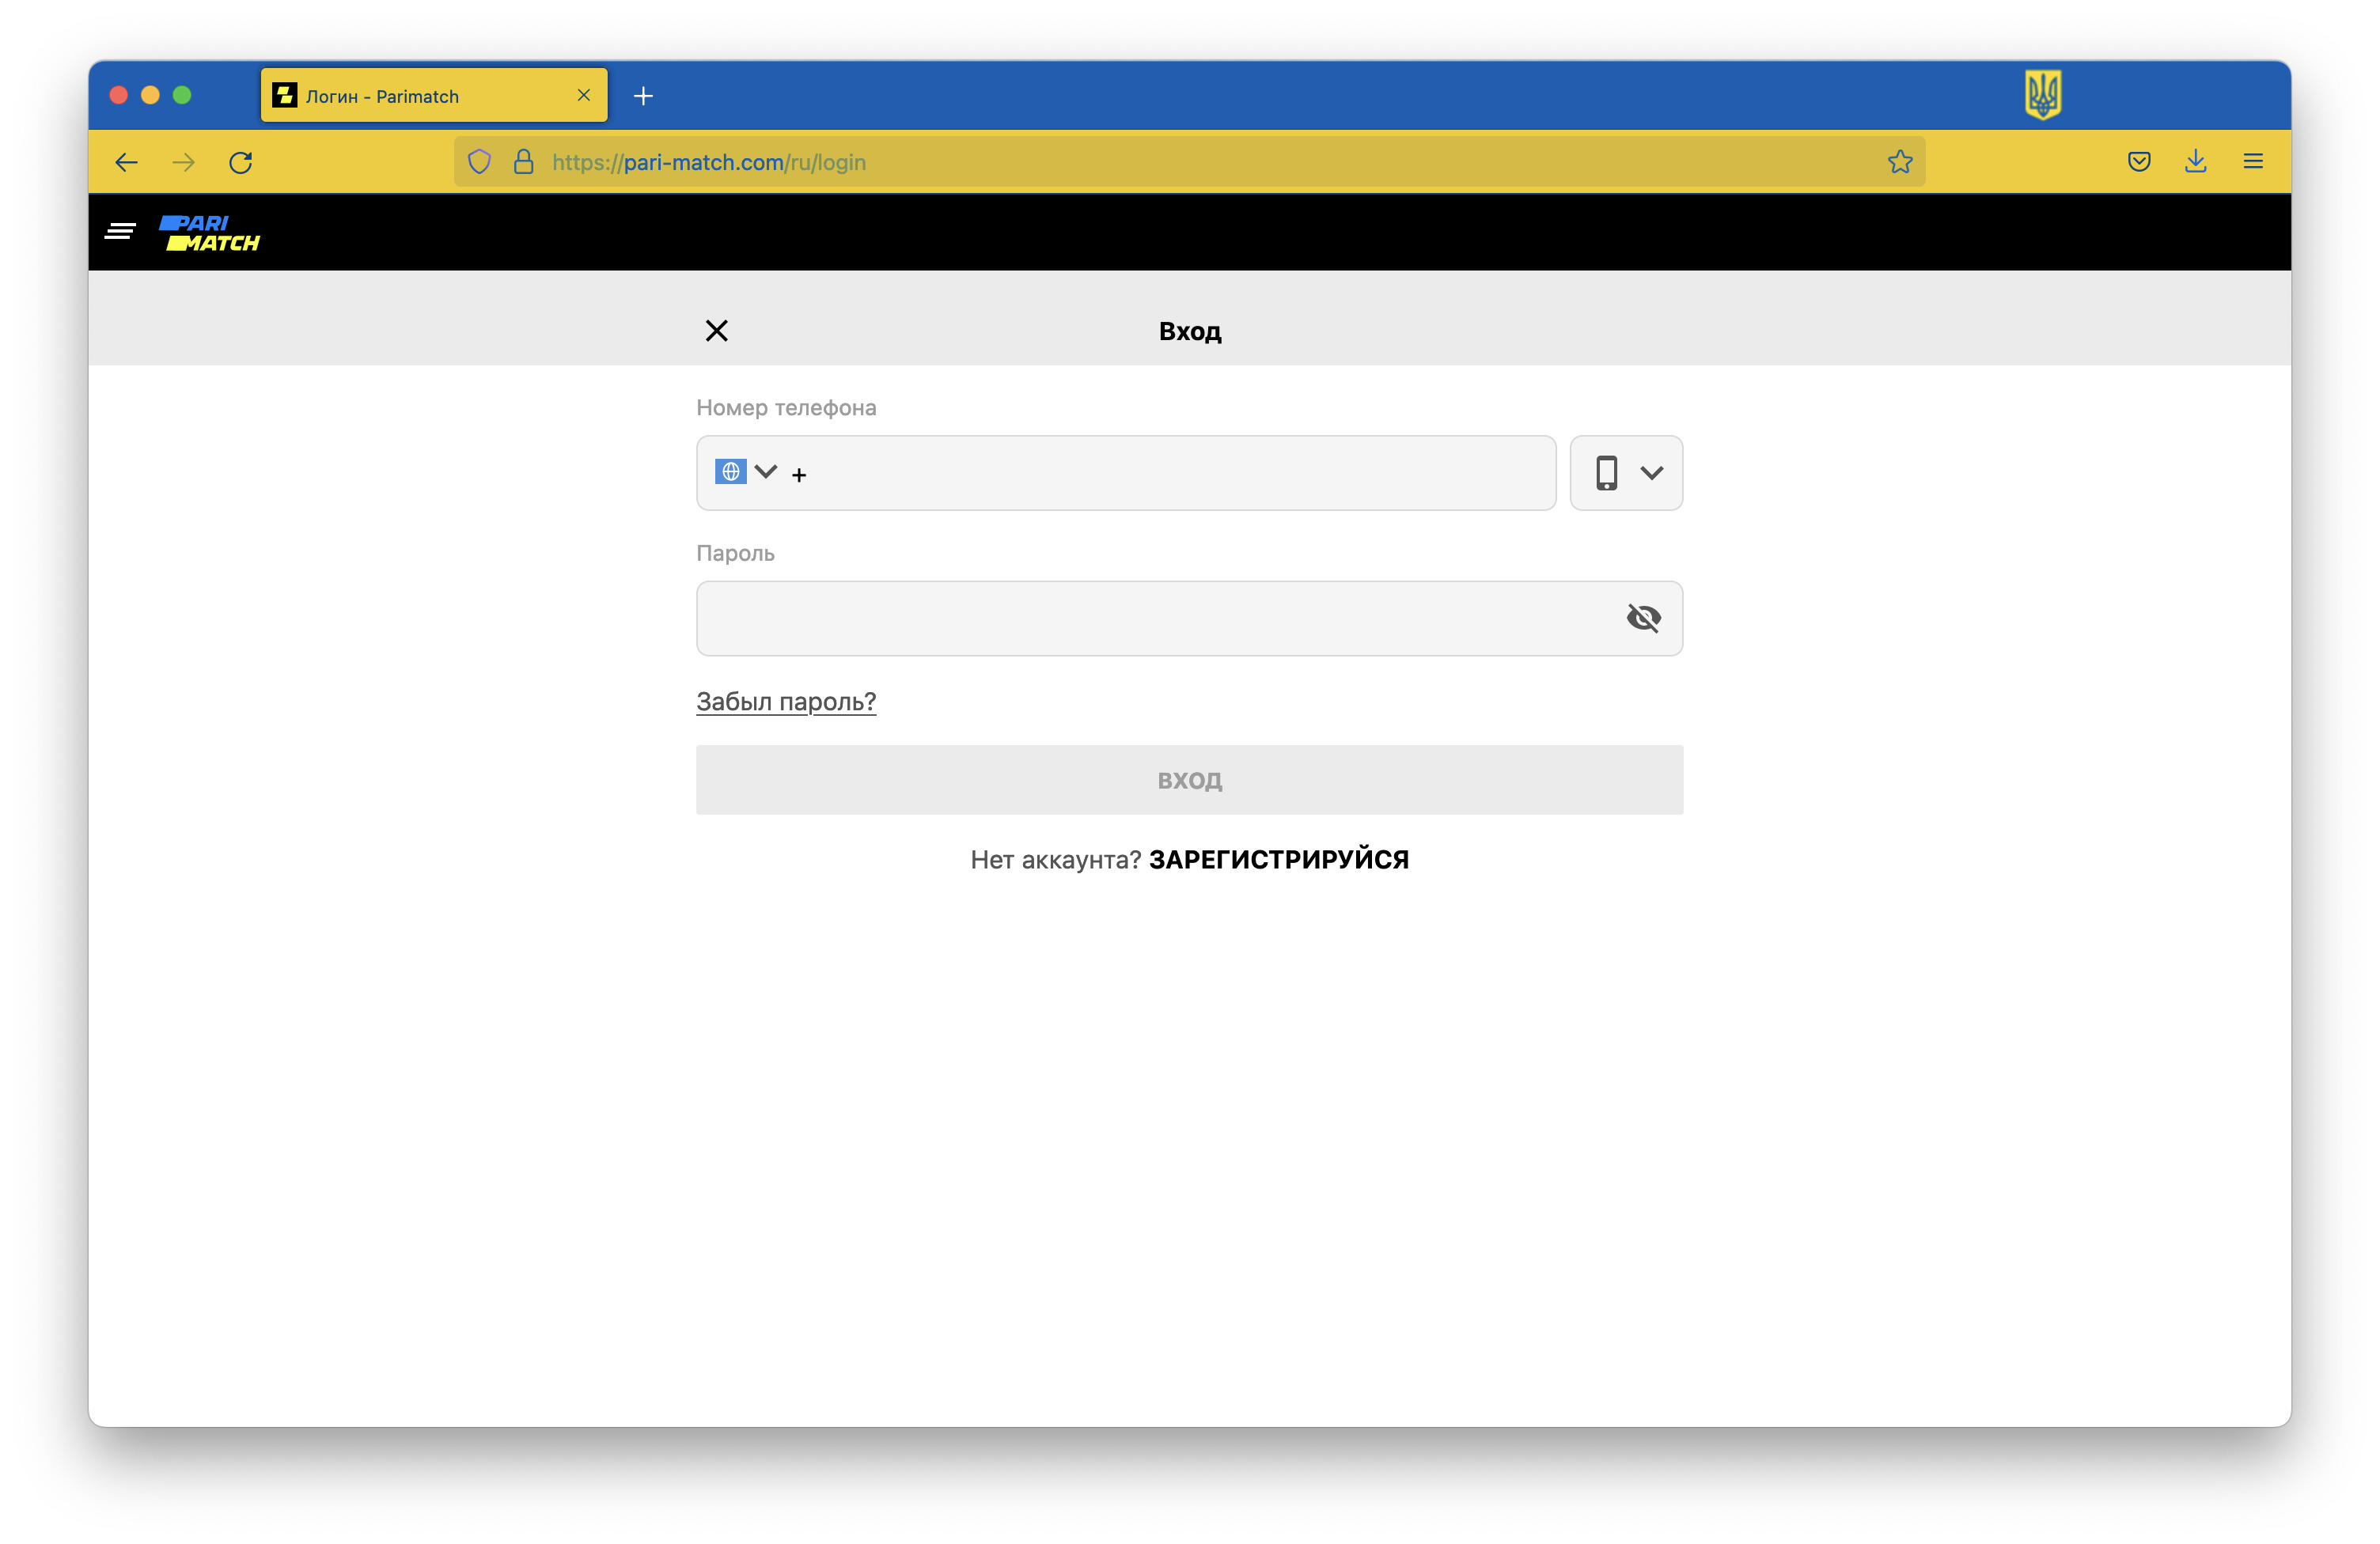 Логин - Parimatch
https://pari-match.com/ru/login
PARI
MATCH
Вход
Номер телефона
+
Пароль
Забыл пароль?
ВХОД
Нет аккаунта? ЗАРЕГИСТРИРУЙСЯ